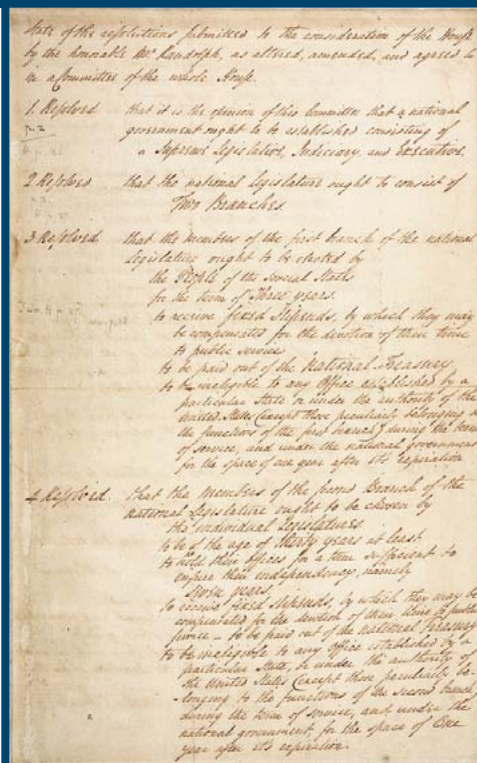 State of the resolutions submitted to the consideration of the House
by the honorable Mr. Randolph, as altered, amended, and agreed to
in a Committee of the whole House.
1. Resolved that it is the opinion of this Committee that a national
government ought to be established consisting of
a Supreme Legislative, Judiciary, and Executive.
2 Resolved that the national Legislature ought to consist of
Two Branches.
3 Resolved that the members of the first branch of the national
Legislature ought to be elected by
the People of the several States
for the term of Three years.
to receive fixed stipends, by which they may
be compensated for the devotion of their time
to public service
to be paid out of the National Treasury
to be ineligible to any Office established by a
particular State or under the authority of the
United States (except those peculiarly belonging to
the functions of the first branch) during the term
of service, and under the national government
for the space of one year after its expiration
4 Resolved. that the members of the second Branch of the
national Legislature ought to be chosen by
the individual Legislatures
to be of the age of thirty years at least
to hold their offices for a term sufficient to
ensure their independency, namely
seven years,
to receive fixed stipends, by which they may be
compensated for the devotion of their time to public
service - to be paid out of the National Treasury
to be ineligible to any Office established by a
particular State, or under the authority of
the United States (except those peculiarly be-
longing to the functions of the second branch)
during the term of service, and under the
national government, for the space of One
year after its expiration.